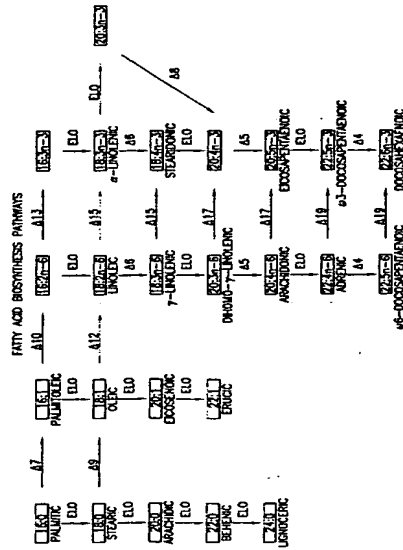 FATTY ACID BIOSYNTHESIS PATHWAYS
16:0 Δ7 16:1 Δ10 16:2n-6 Δ13 16:3n-3
PALMITIC PALMITOLEIC
ELO ELO ELO ELO
18:0 Δ9 18:1 Δ12 18:2n-6 Δ15 18:3n-3 ELO 20:3n-3
STEARIC OLEIC LINOLEIC α-LINOLENIC
ELO ELO Δ6 Δ6
20:0 20:1 18:3n-6 Δ15 18:4n-3
ARACHIDIC EICOSENOIC γ-LINOLENIC STEARIDONIC
ELO ELO ELO ELO Δ8
22:0 22:1 20:3n-6 Δ17 20:4n-3
BEHENIC ERUCIC DIHOMO-γ-LINOLENIC
ELO Δ5 Δ5
24:0 20:4n-6 Δ17 20:5n-3
LIGNOCERIC ARACHIDONIC EICOSAPENTAENOIC
ELO ELO
22:4n-6 Δ19 22:5n-3
ADRENIC ω3-DOCOSAPENTAENOIC
Δ4 Δ4
22:5n-6 Δ19 22:6n-3
ω6-DOCOSAPENTAENOIC DOCOSAHEXAENOIC